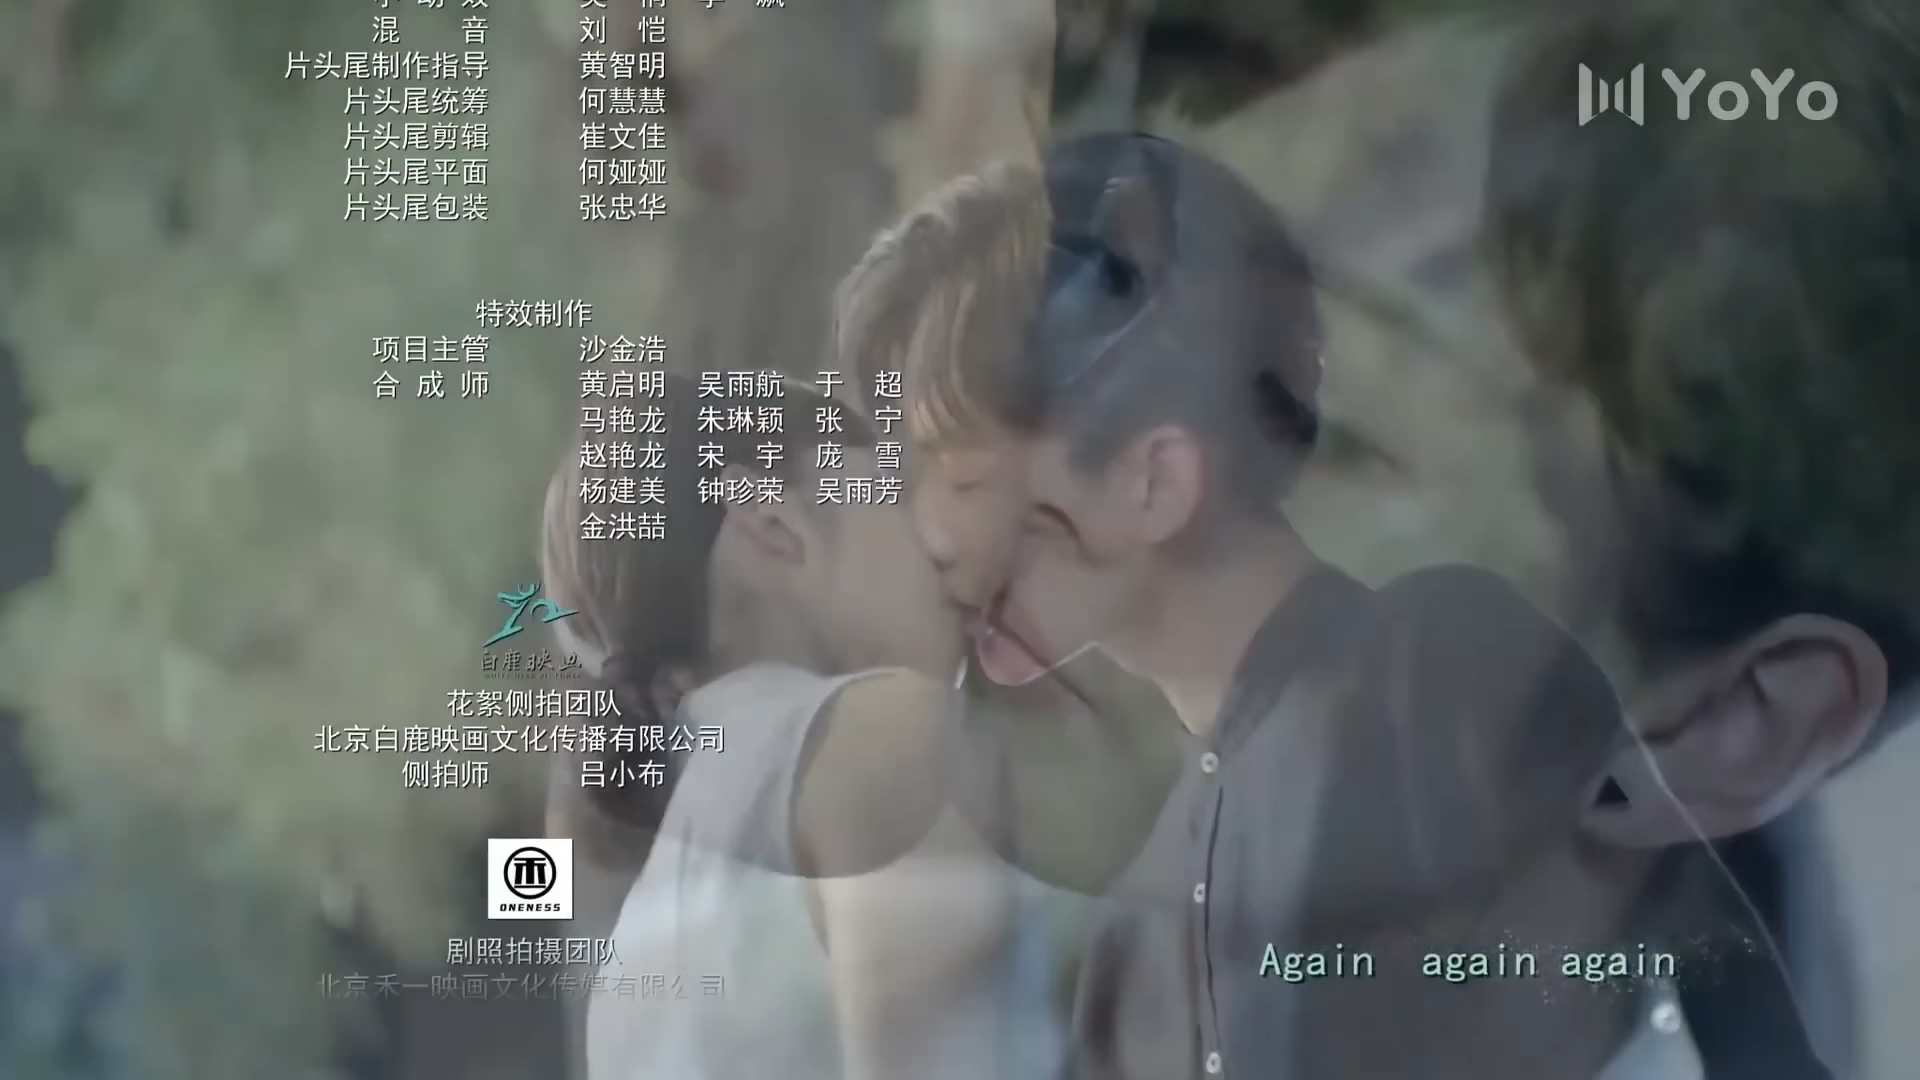 混 音 刘 恺
片头尾制作指导 黄智明
片头尾统筹 何慧慧
片头尾剪辑 崔文佳
片头尾平面 何娅娅
片头尾包装 张忠华
YoYo
特效制作
项目主管 沙金浩
合 成 师 黄启明 吴雨航 于 超
马艳龙 朱琳颖 张 宁
赵艳龙 宋 宇 庞 雪
杨建美 钟珍荣 吴雨芳
金洪喆
白鹿映画
花絮侧拍团队
北京白鹿映画文化传播有限公司
侧拍师 吕小布
ONENESS
剧照拍摄团队
北京禾一映画文化传媒有限公司
Again again again